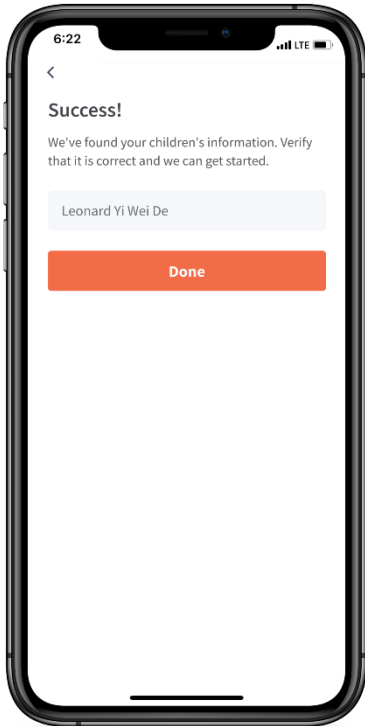 6:22
LTE
Success!
We've found your children's information. Verify
that it is correct and we can get started.
Leonard Yi Wei De
Done